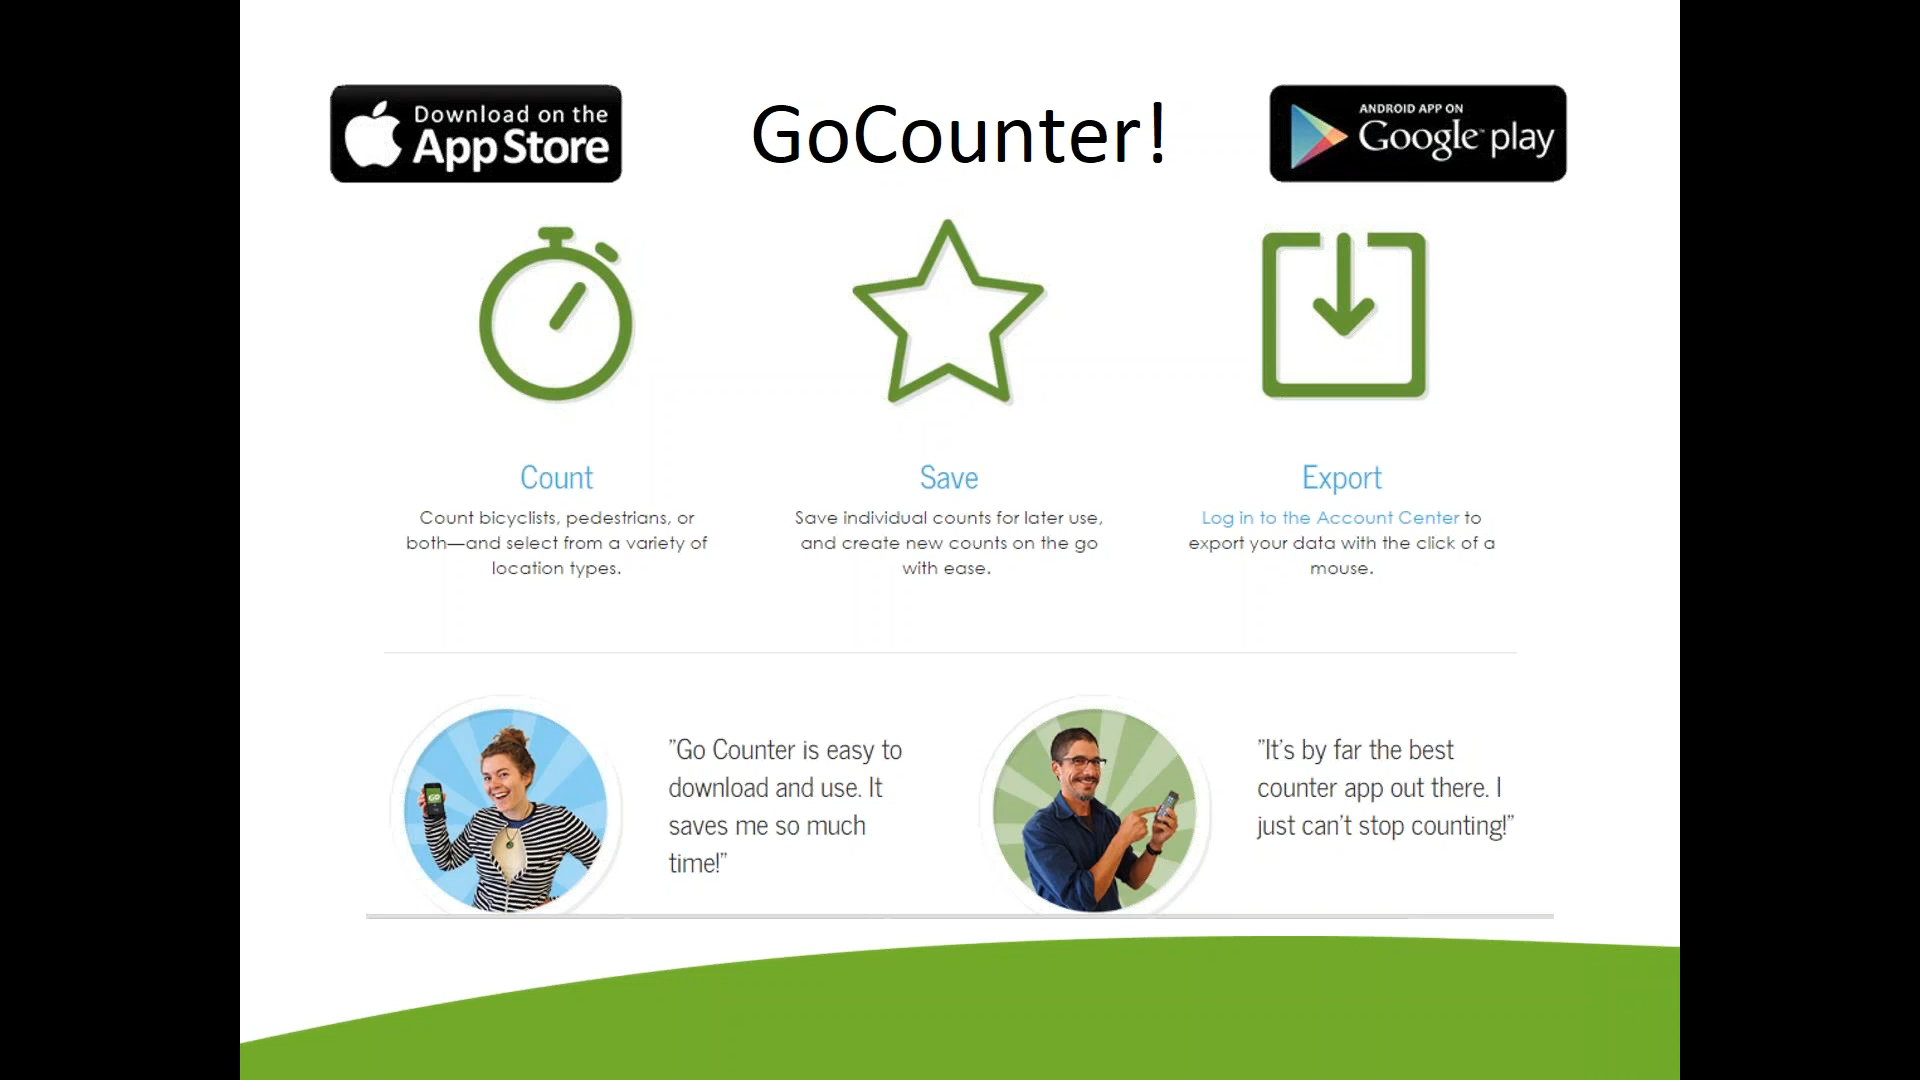 Download on the
App Store
GoCounter!
ANDROID APP ON
Google play
Count
Count bicyclists, pedestrians, or
both—and select from a variety of
location types.
Save
Save individual counts for later use,
and create new counts on the go
with ease.
Export
Log in to the Account Center to
export your data with the click of a
mouse.
GO
"Go Counter is easy to
download and use. It
saves me so much
time!"
"It's by far the best
counter app out there. I
just can't stop counting!"